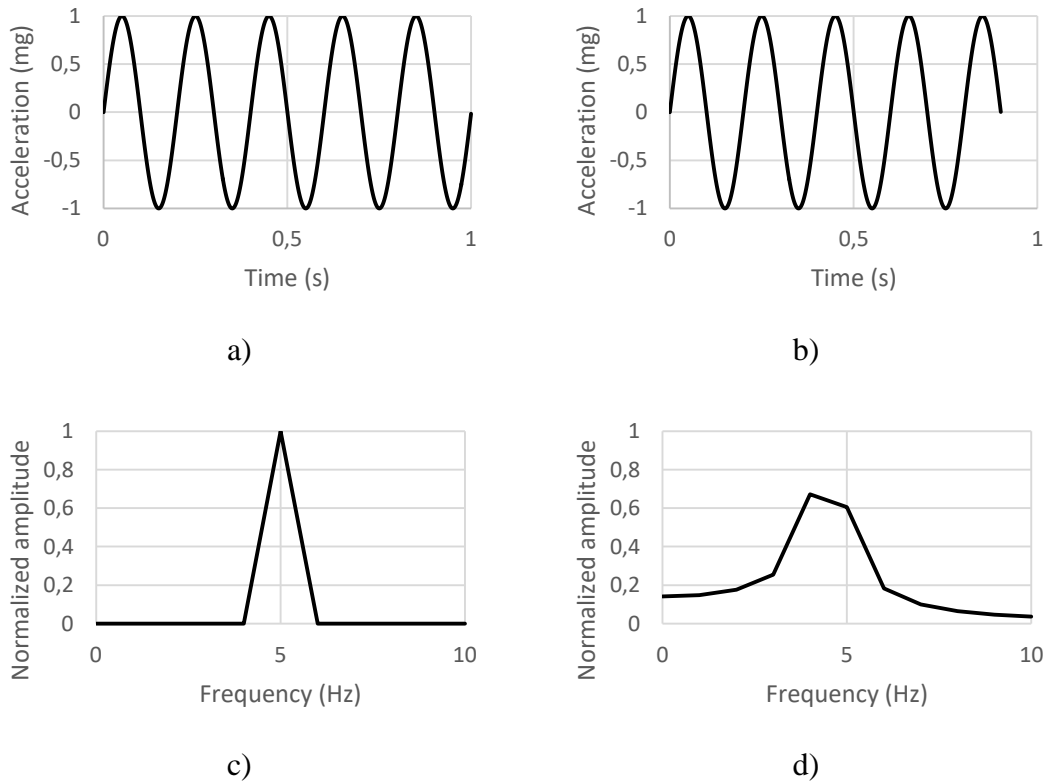 Acceleration (mg)
1
0,5
0
-0,5
-1
0
0,5
1
Time (s)
a)
Acceleration (mg)
1
0,5
0
-0,5
-1
0
0,5
1
Time (s)
b)
Normalized amplitude
1
0,8
0,6
0,4
0,2
0
0
5
10
Frequency (Hz)
c)
Normalized amplitude
1
0,8
0,6
0,4
0,2
0
0
5
10
Frequency (Hz)
d)